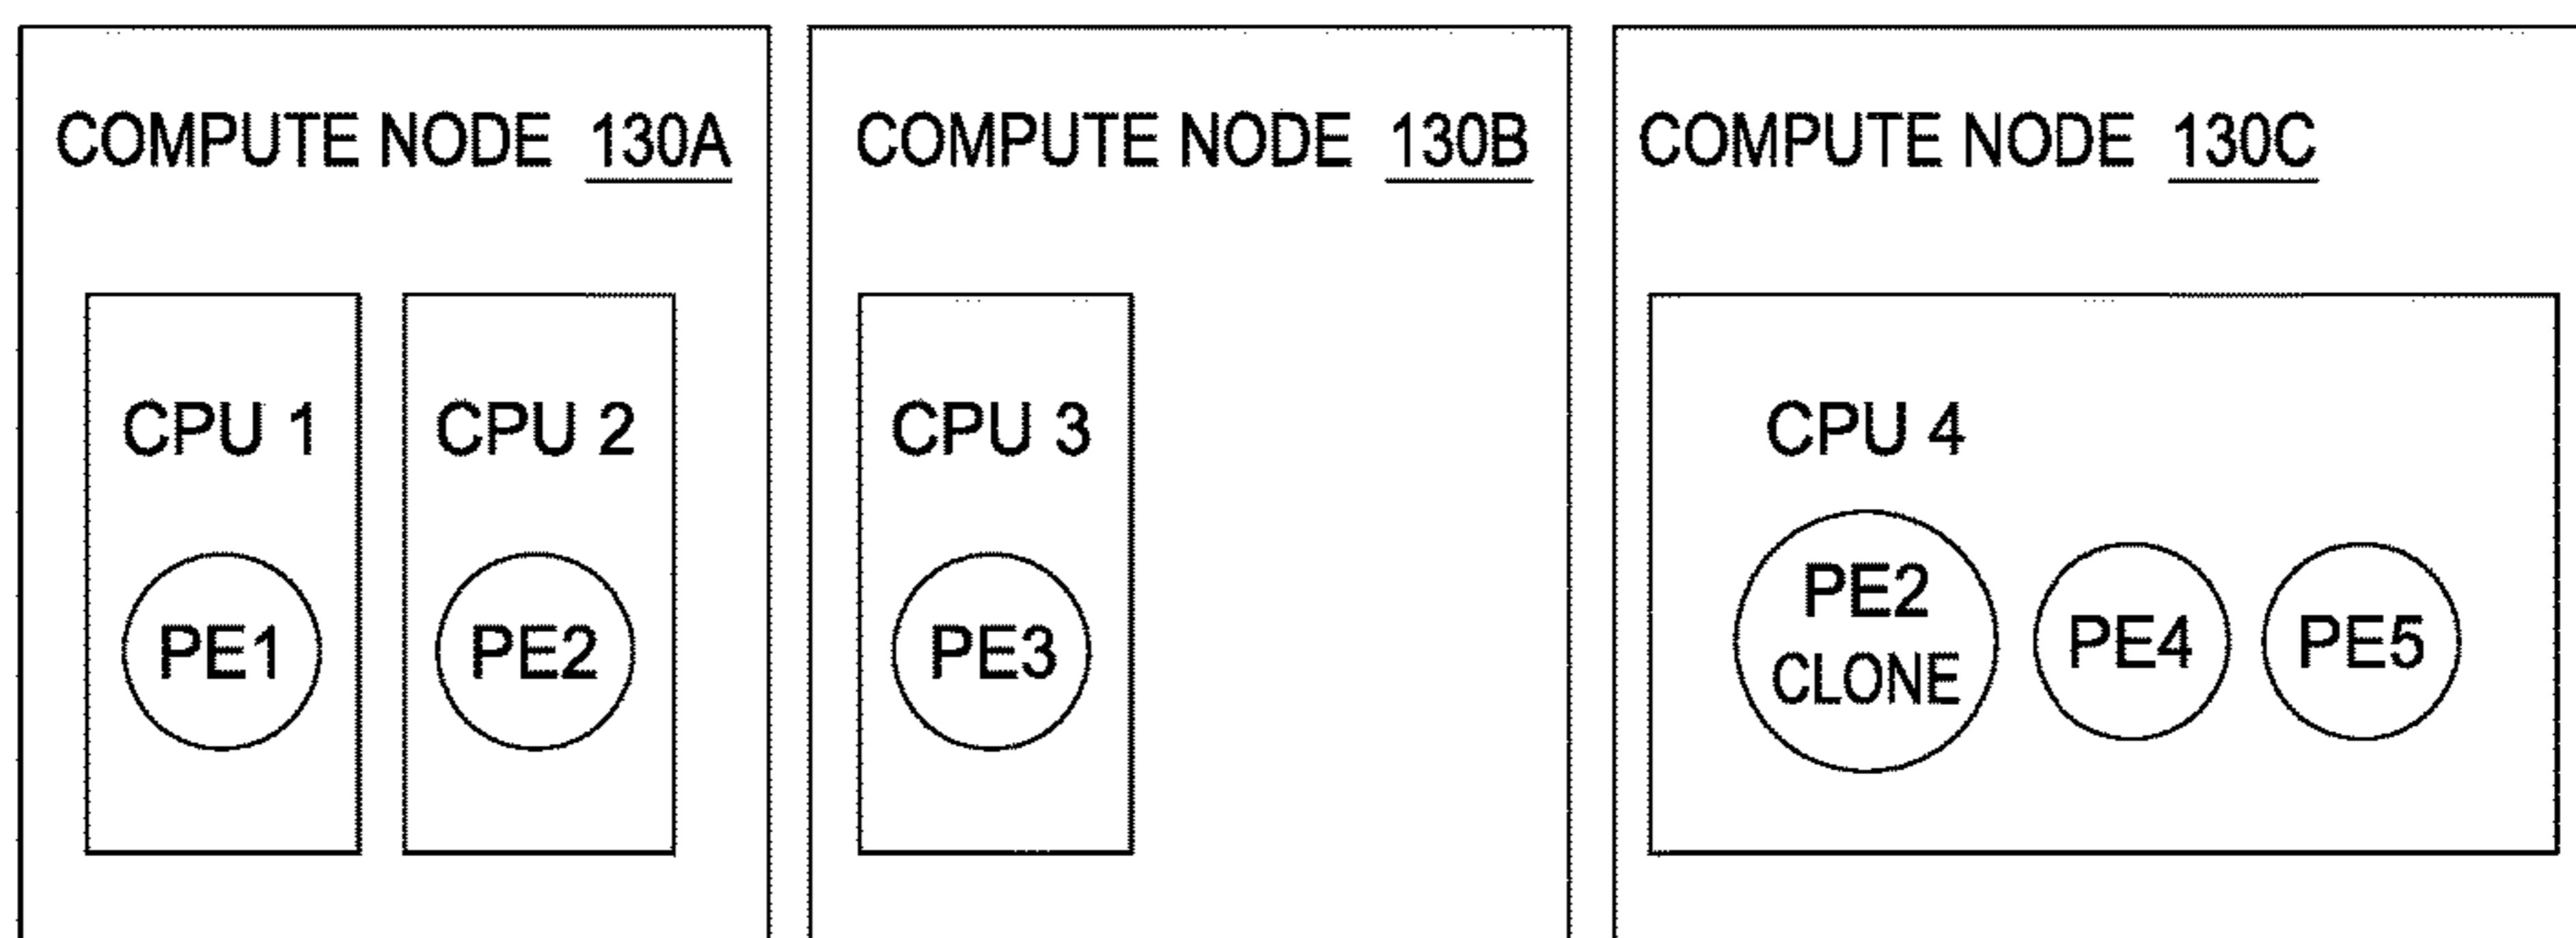 COMPUTE NODE 130A
CPU 1
PE1
CPU 2
PE2
COMPUTE NODE 130B
CPU 3
PE3
COMPUTE NODE 130C
CPU 4
PE2
CLONE
PE4
PE5